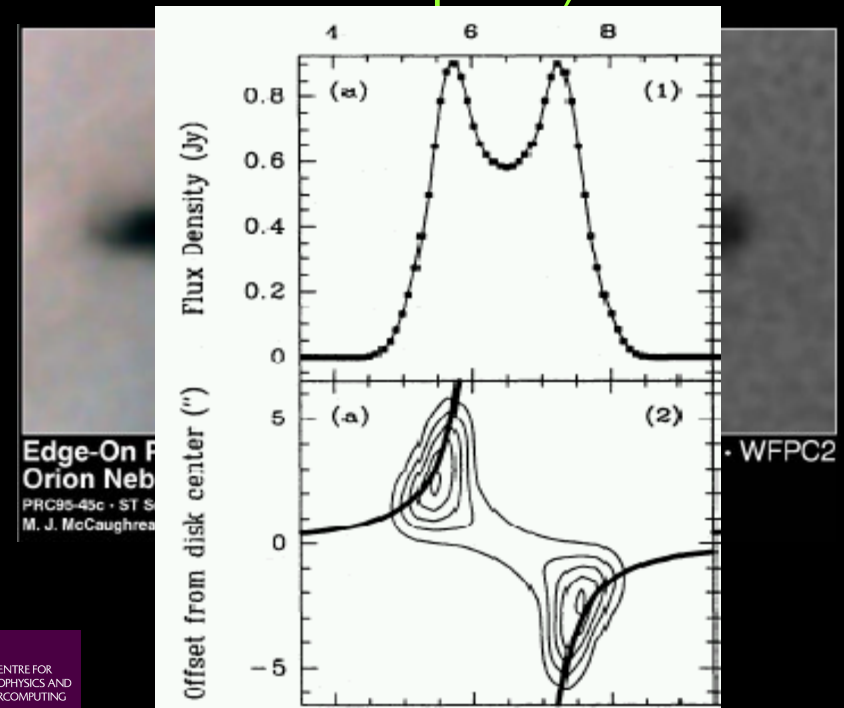 4 6 8
(a) (1)
0.8
0.6
0.4
0.2
0
Flux Density (Jy)
(a) (2)
5
0
-5
Offset from disk center (")
Edge-On P
Orion Neb
PRC95-45c · ST S
M. J. McCaughrea
· WFPC2
ENTRE FOR
OPHYSICS AND
RCOMPUTING